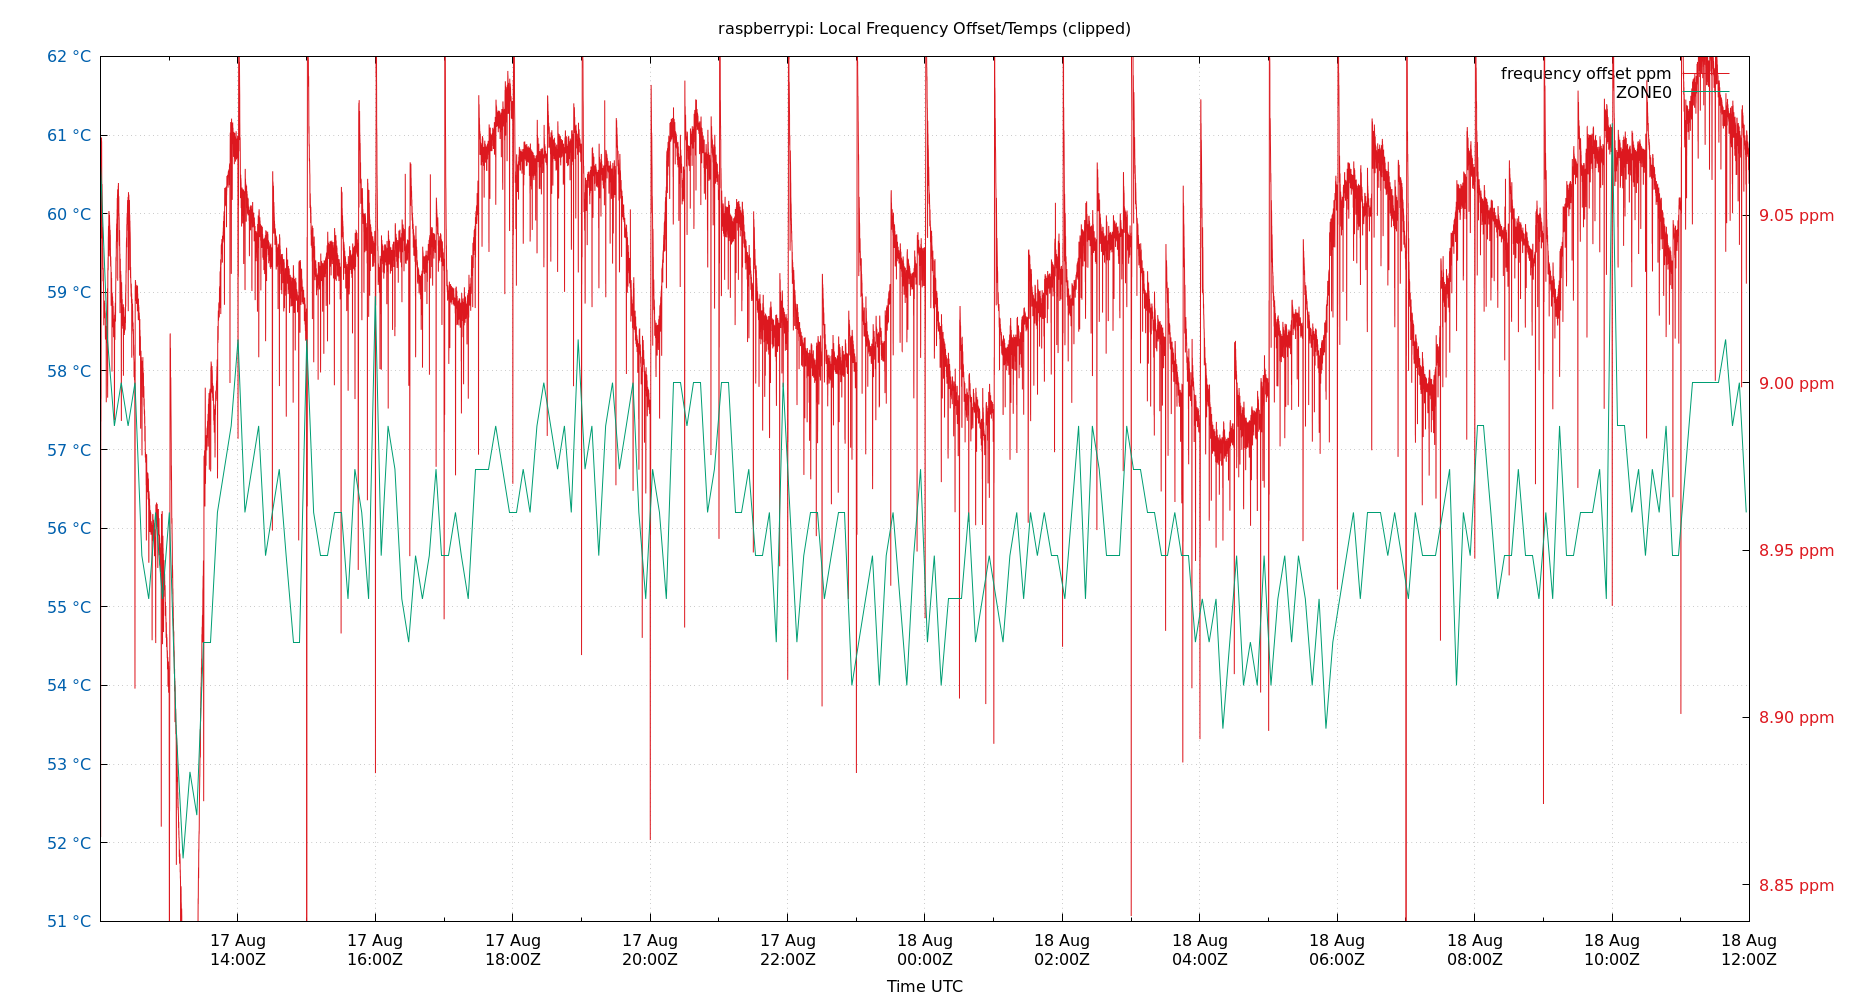 raspberrypi: Local Frequency Offset/Temps (clipped)
62 °C
61 °C
60 °C
59 °C
58 °C
57 °C
56 °C
55 °C
54 °C
53 °C
52 °C
51 °C
frequency offset ppm
ZONE0
9.05 ppm
9.00 ppm
8.95 ppm
8.90 ppm
8.85 ppm
17 Aug 17 Aug 17 Aug 17 Aug 17 Aug 18 Aug 18 Aug 18 Aug 18 Aug 18 Aug 18 Aug 18 Aug
14:00Z 16:00Z 18:00Z 20:00Z 22:00Z 00:00Z 02:00Z 04:00Z 06:00Z 08:00Z 10:00Z 12:00Z
Time UTC